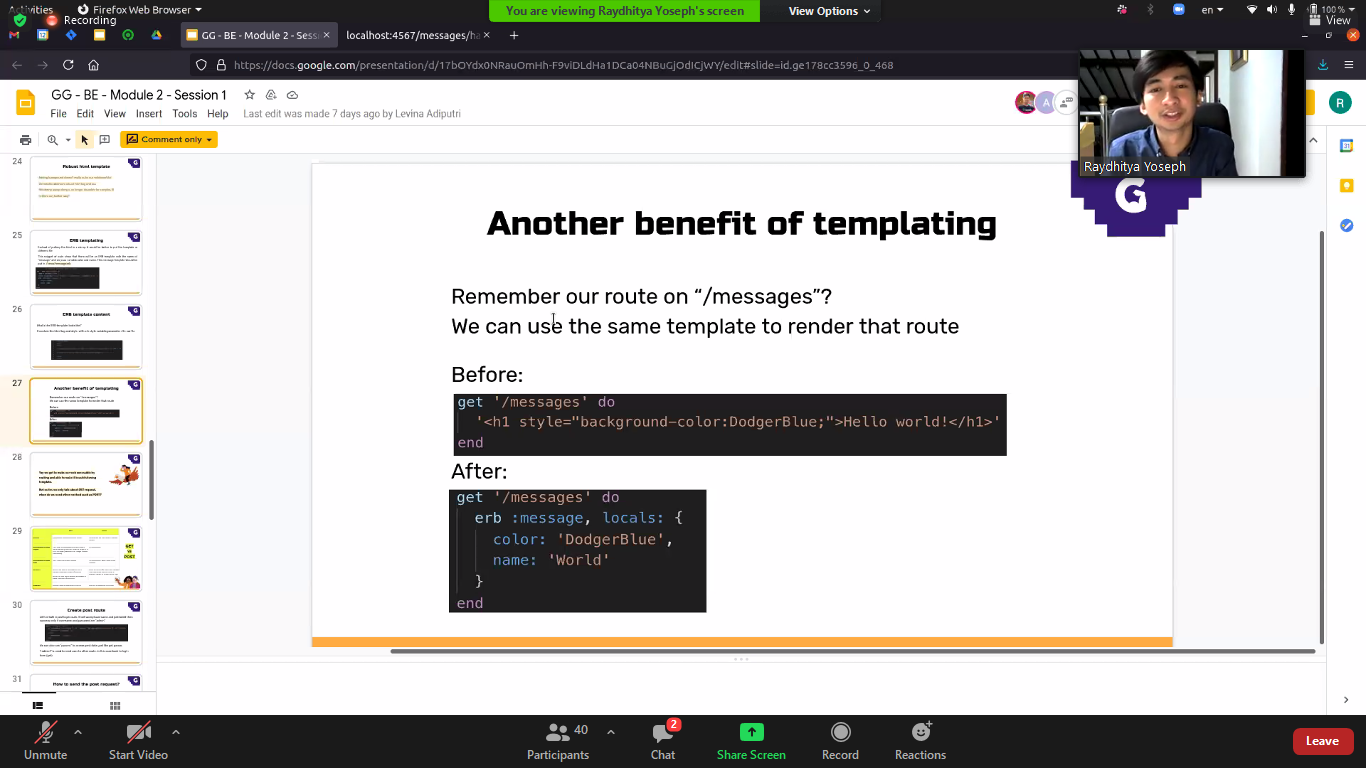 Activities
Firefox Web Browser
You are viewing Raydhitya Yoseph's screen
View Options
en
100 %
Recording
View
GG - BE - Module 2 - Sess
localhost:4567/messages/ha
https://docs.google.com/presentation/d/17bOYdx0NRauOmHh-F9viDLdHa1DCa04NBuGjOdICjWY/edit#slide=id.ge178cc3596_0_468
GG - BE - Module 2 - Session 1
File Edit View Insert Tools Help
Last edit was made 7 days ago by Levina Adiputri
A
R
Comment only
Raydhitya Yoseph
24
Robust html template
25
ERB templating
26
ERB template content
27
Another benefit of templating
28
29
GET vs POST
30
Create post route
31
How to send the post request?
G
Another benefit of templating
Remember our route on “/messages”?
We can use the same template to render that route
Before:
get '/messages' do
'<h1 style="background-color:DodgerBlue;">Hello world!</h1>'
end
After:
get '/messages' do
erb :message, locals: {
color: 'DodgerBlue',
name: 'World'
}
end
Unmute
Start Video
Participants
40
Chat
2
Share Screen
Record
Reactions
Leave